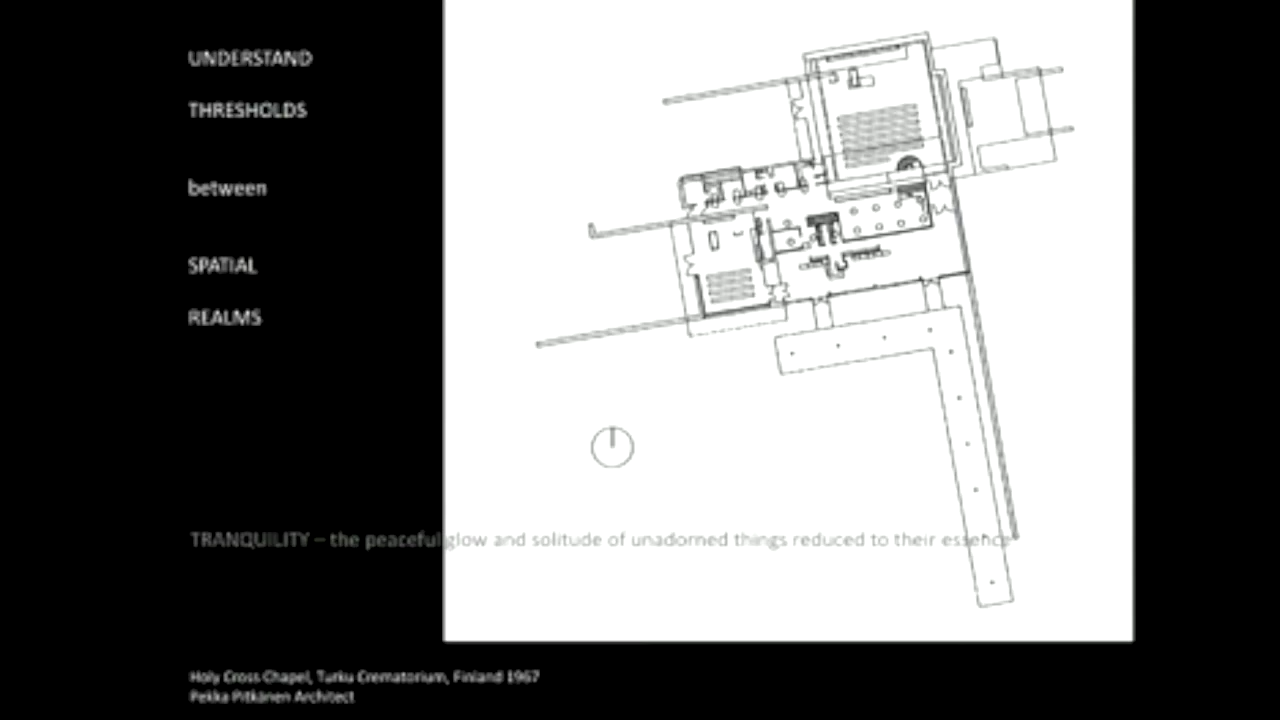 UNDERSTAND
THRESHOLDS
between
SPATIAL
REALMS
TRANQUILITY – the peaceful glow and solitude of unadorned things reduced to their essence
Holy Cross Chapel, Turku Crematorium, Finland 1967
Pekka Pitkänen Architect